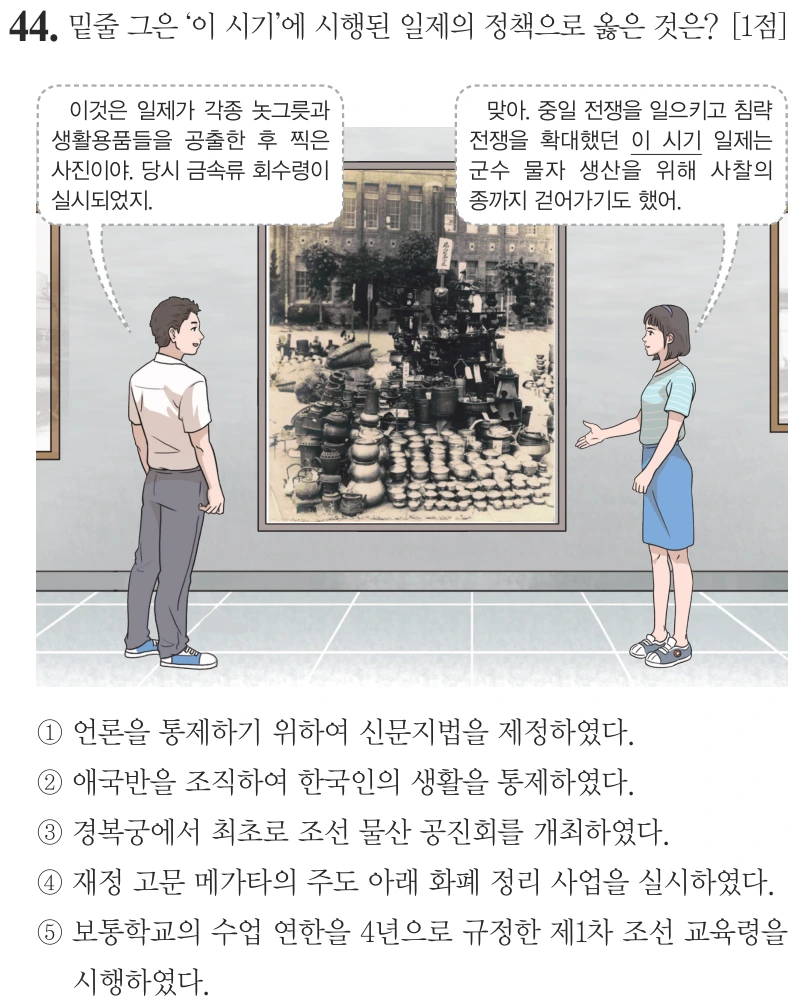 44. 밑줄 그은 ‘이 시기’에 시행된 일제의 정책으로 옳은 것은? [1점]
이것은 일제가 각종 놋그릇과
생활용품들을 공출한 후 찍은
사진이야. 당시 금속류 회수령이
실시되었지.
맞아. 중일 전쟁을 일으키고 침략
전쟁을 확대했던 이 시기 일제는
군수 물자 생산을 위해 사찰의
종까지 걷어가기도 했어.
① 언론을 통제하기 위하여 신문지법을 제정하였다.
② 애국반을 조직하여 한국인의 생활을 통제하였다.
③ 경복궁에서 최초로 조선 물산 공진회를 개최하였다.
④ 재정 고문 메가타의 주도 아래 화폐 정리 사업을 실시하였다.
⑤ 보통학교의 수업 연한을 4년으로 규정한 제1차 조선 교육령을
시행하였다.